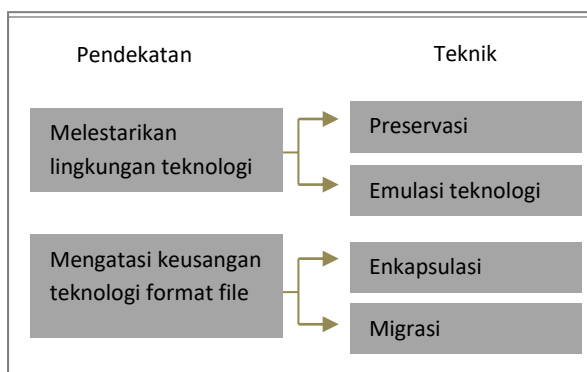 Pendekatan
Teknik
Melestarikan
lingkungan teknologi
Preservasi
Emulasi teknologi
Mengatasi keusangan
teknologi format file
Enkapsulasi
Migrasi